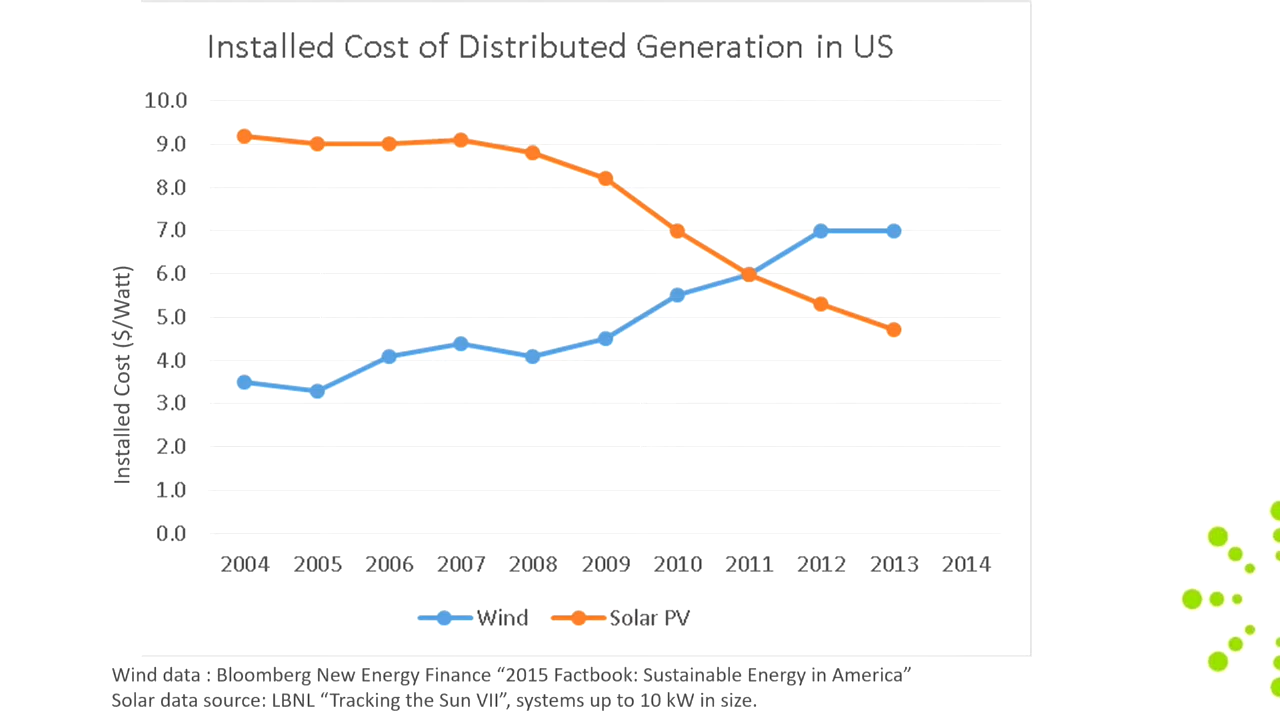 Installed Cost of Distributed Generation in US
10.0
9.0
8.0
7.0
6.0
5.0
4.0
3.0
2.0
1.0
0.0
Installed Cost ($/Watt)
2004 2005 2006 2007 2008 2009 2010 2011 2012 2013 2014
Wind Solar PV
Wind data : Bloomberg New Energy Finance “2015 Factbook: Sustainable Energy in America”
Solar data source: LBNL “Tracking the Sun VII”, systems up to 10 kW in size.